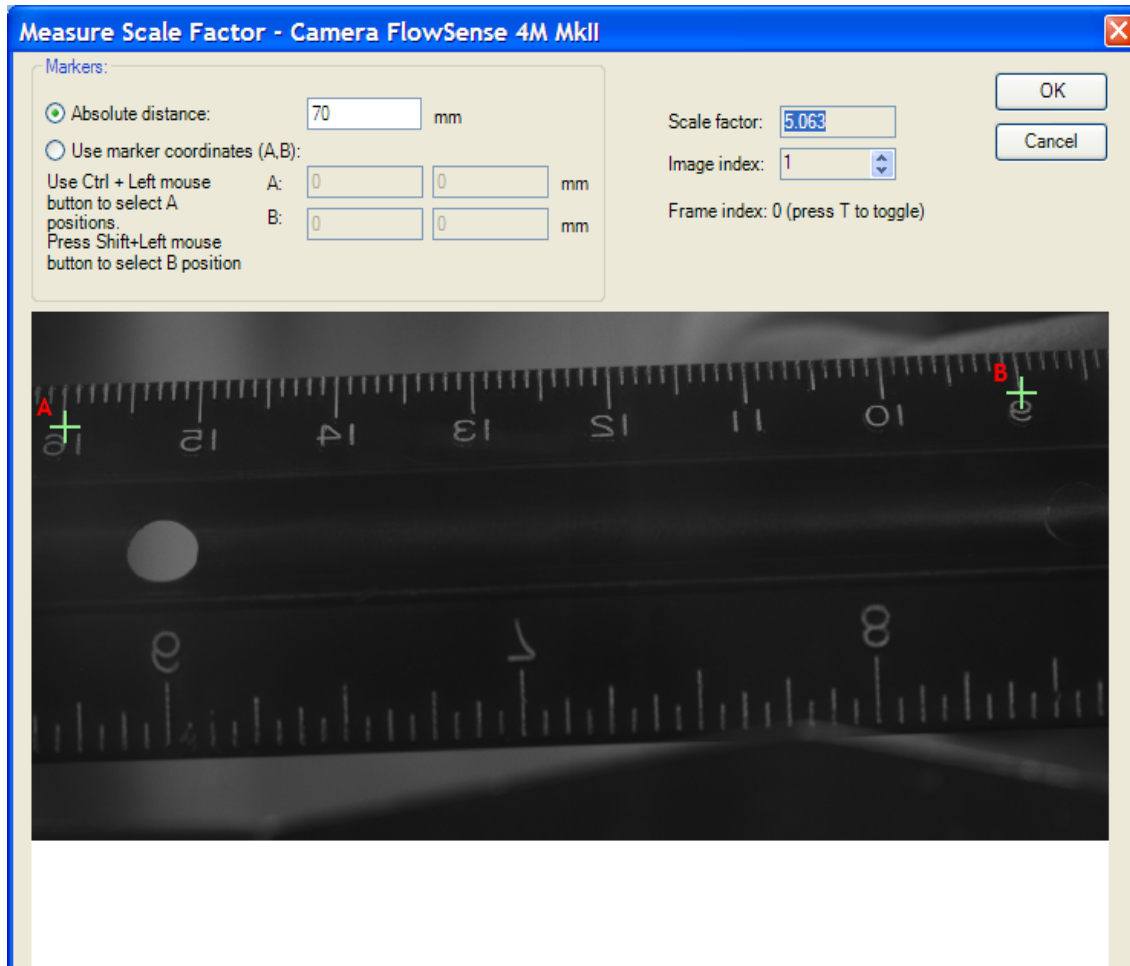 Measure Scale Factor - Camera FlowSense 4M MkII
Markers:
Absolute distance: 70 mm
Use marker coordinates (A,B):
Use Ctrl + Left mouse
button to select A
positions.
Press Shift+Left mouse
button to select B position
A: 0 0 mm
B: 0 0 mm
Scale factor: 5.063
Image index: 1
Frame index: 0 (press T to toggle)
OK
Cancel
A B
16 15 14 13 12 11 10 9
6 7 8